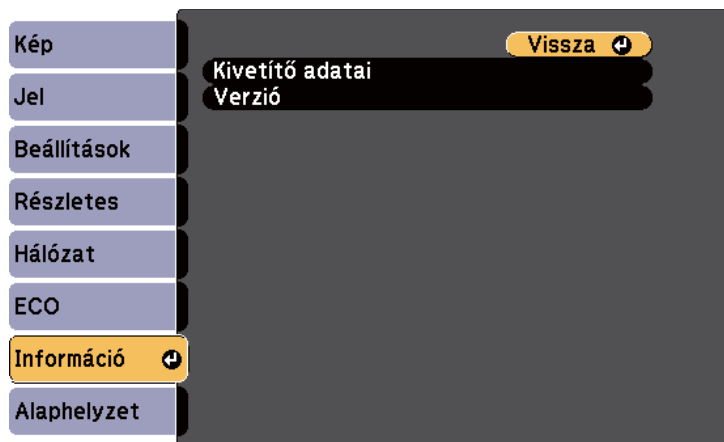 Kép
Jel
Beállítások
Részletes
Hálózat
ECO
Információ
Alaphelyzet
Vissza
Kivetítő adatai
Verzió